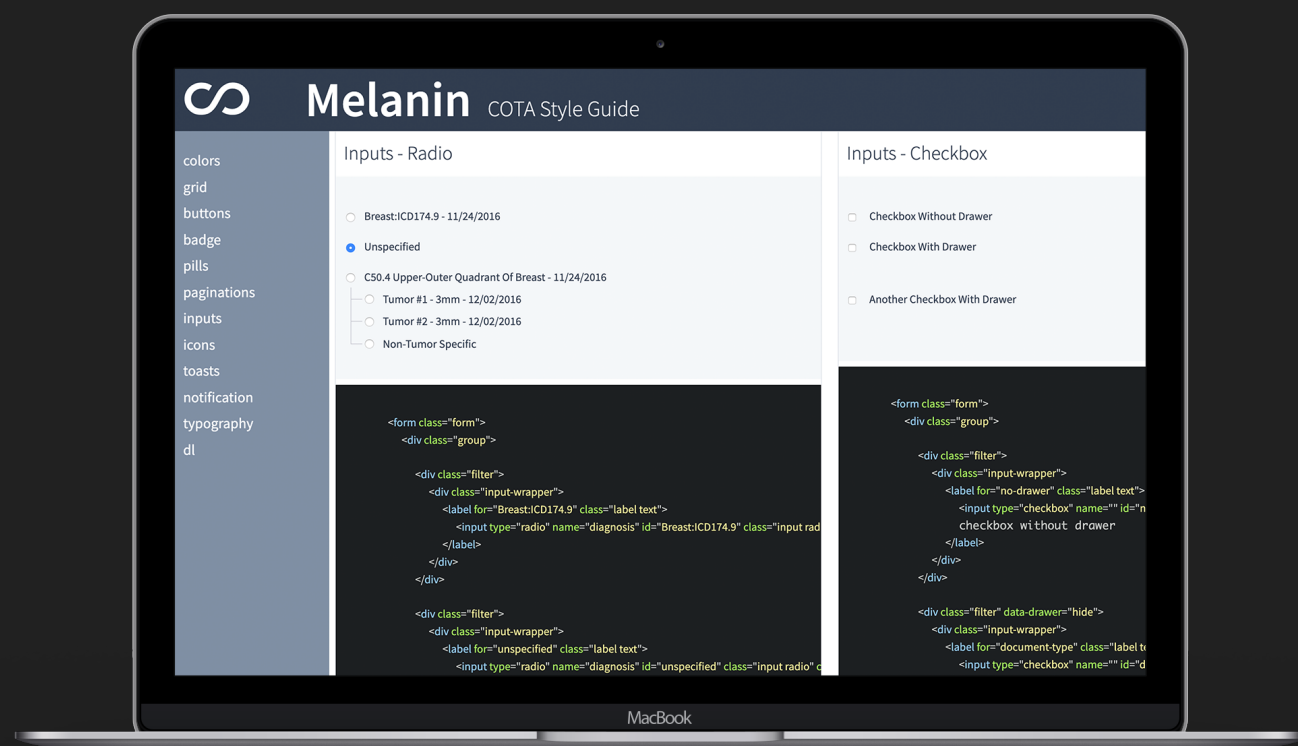 Melanin COTA Style Guide
colors
grid
buttons
badge
pills
paginations
inputs
icons
toasts
notification
typography
dl
Inputs - Radio
Breast:ICD174.9 - 11/24/2016
Unspecified
C50.4 Upper-Outer Quadrant Of Breast - 11/24/2016
Tumor #1 - 3mm - 12/02/2016
Tumor #2 - 3mm - 12/02/2016
Non-Tumor Specific
<form class="form">
<div class="group">
<div class="filter">
<div class="input-wrapper">
<label for="Breast:ICD174.9" class="label text">
<input type="radio" name="diagnosis" id="Breast:ICD174.9" class="input rad
</label>
</div>
</div>
<div class="filter">
<div class="input-wrapper">
<label for="unspecified" class="label text">
<input type="radio" name="diagnosis" id="unspecified" class="input radio" c
Inputs - Checkbox
Checkbox Without Drawer
Checkbox With Drawer
Another Checkbox With Drawer
<form class="form">
<div class="group">
<div class="filter">
<div class="input-wrapper">
<label for="no-drawer" class="label text">
<input type="checkbox" name="" id="n
checkbox without drawer
</label>
</div>
</div>
<div class="filter" data-drawer="hide">
<div class="input-wrapper">
<label for="document-type" class="label te
<input type="checkbox" name="" id="d
MacBook